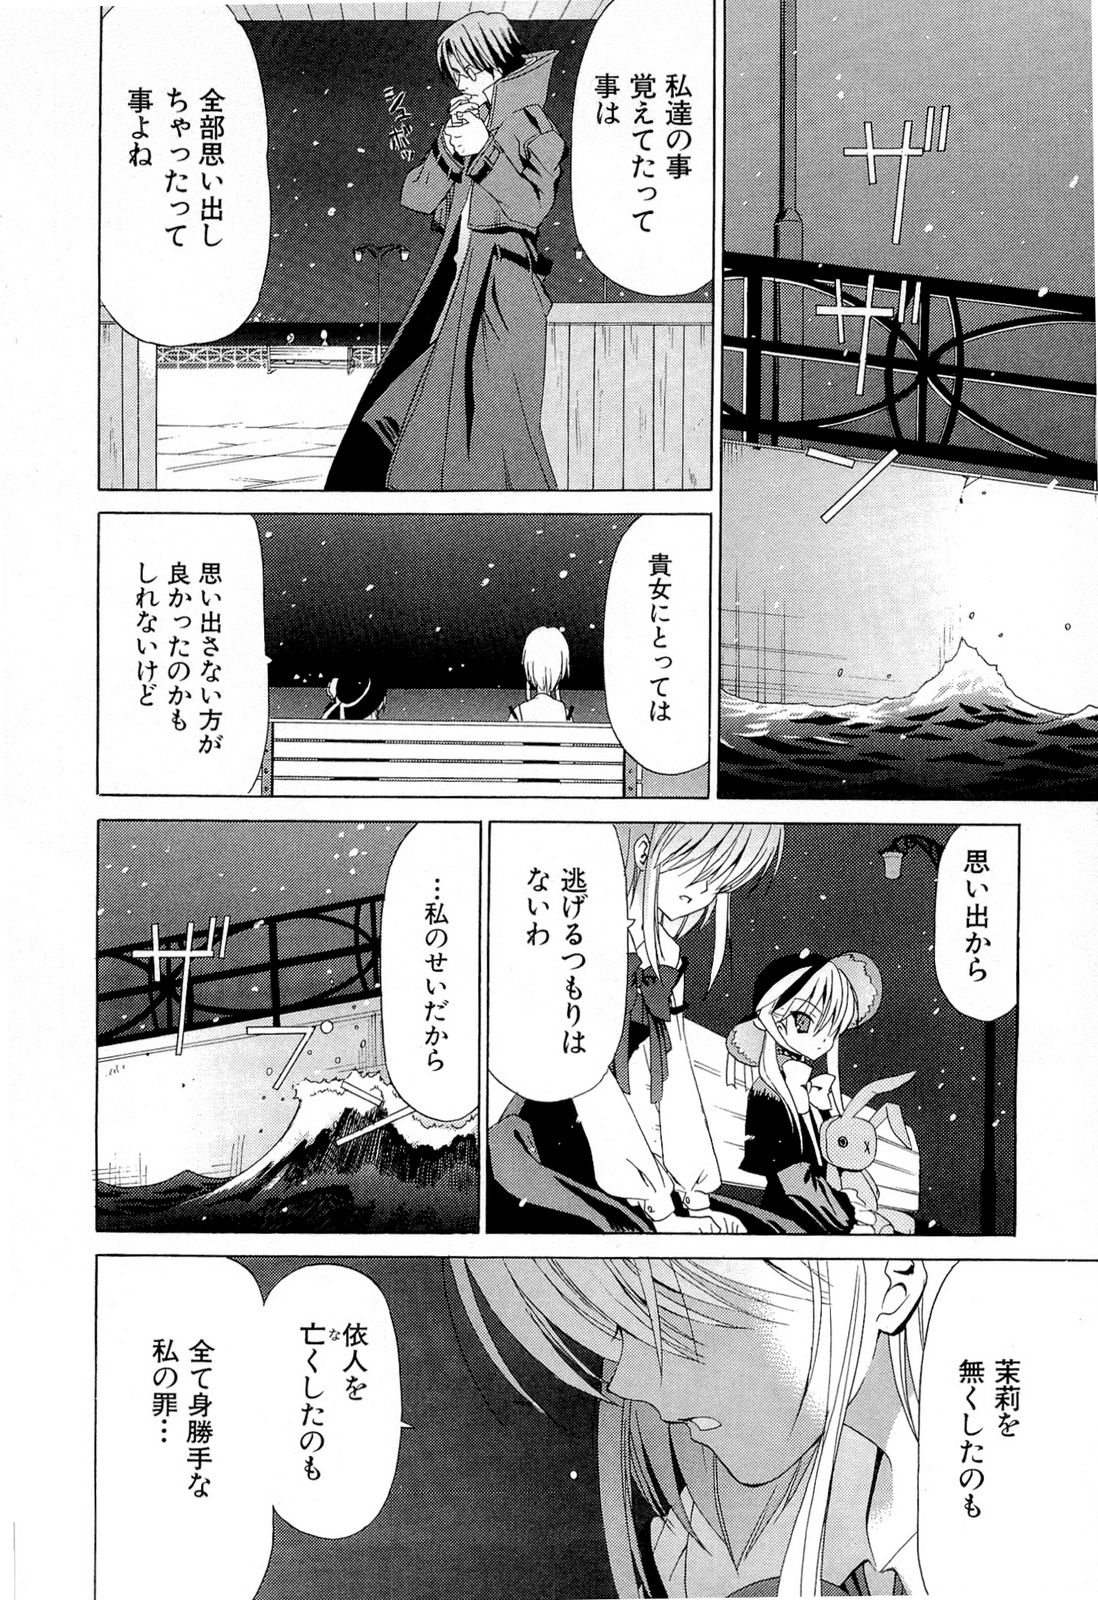 ザ
ザ
私達の事
覚えてたって
事は
シュボッ
全部思い出し
ちゃったって
事よね
貴女にとっては
思い出さない方が
良かったのかも
しれないけど
思い出から
逃げるつもりは
ないわ
…私のせいだから
ザ
茉莉を
無くしたのも
依人を
亡くしたのも
な
全て身勝手な
私の罪…